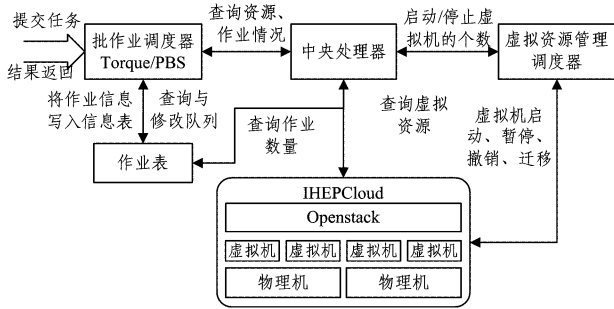 提交任务
结果返回
批作业调度器
Torque/PBS
查询资源、
作业情况
中央处理器
启动/停止虚
拟机的个数
虚拟资源管理
调度器
将作业信息
写入信息表
查询与
修改队列
作业表
查询作业
数量
查询虚拟
资源
虚拟机启
动、暂停、
撤销、迁移
IHEPCloud
Openstack
虚拟机
虚拟机
虚拟机
虚拟机
物理机
物理机